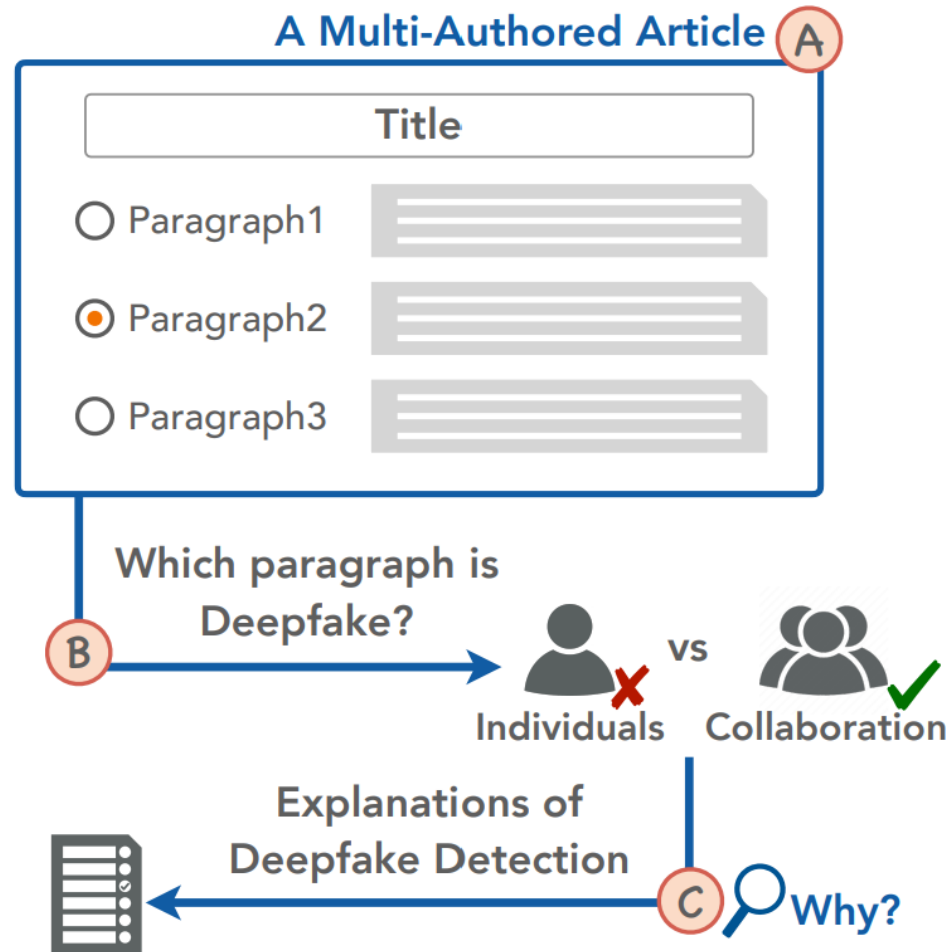 A Multi-Authored Article
A
Title
Paragraph1
Paragraph2
Paragraph3
Which paragraph is
Deepfake?
B
vs
Individuals
Collaboration
Explanations of
Deepfake Detection
C
Why?